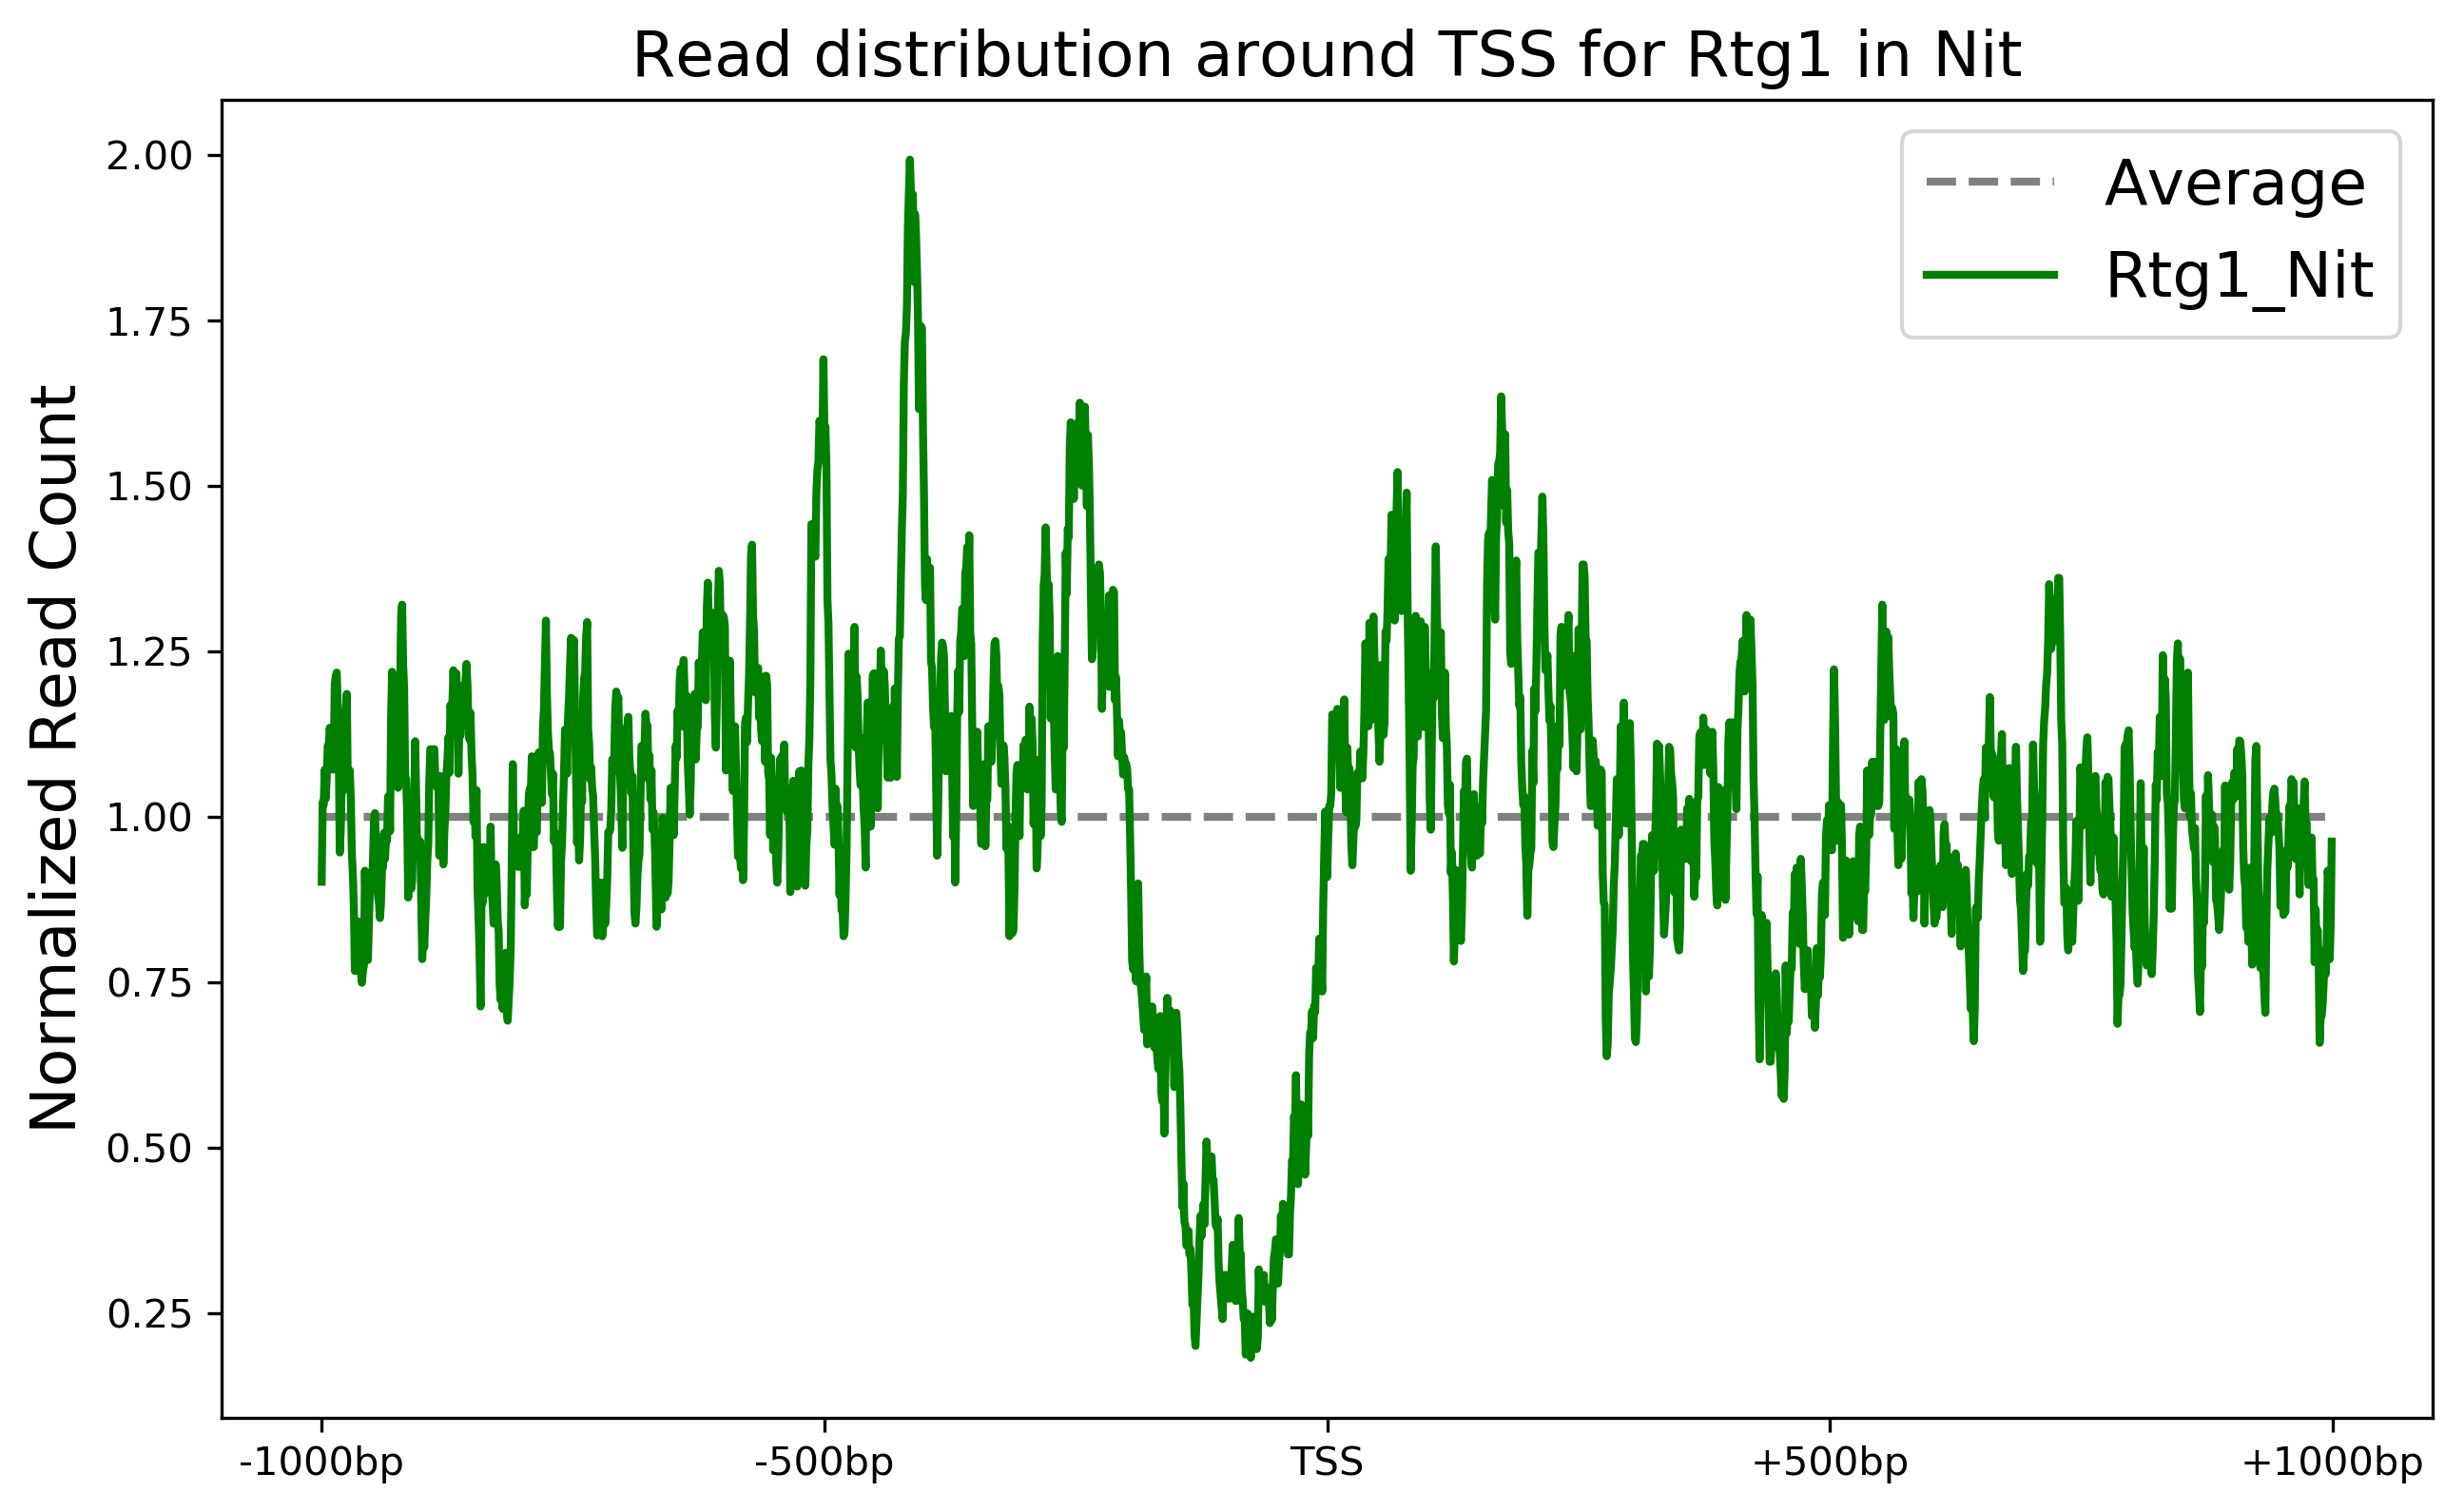 Read distribution around TSS for Rtg1 in Nit
Normalized Read Count
2.00
1.75
1.50
1.25
1.00
0.75
0.50
0.25
Average
Rtg1_Nit
-1000bp
-500bp
TSS
+500bp
+1000bp